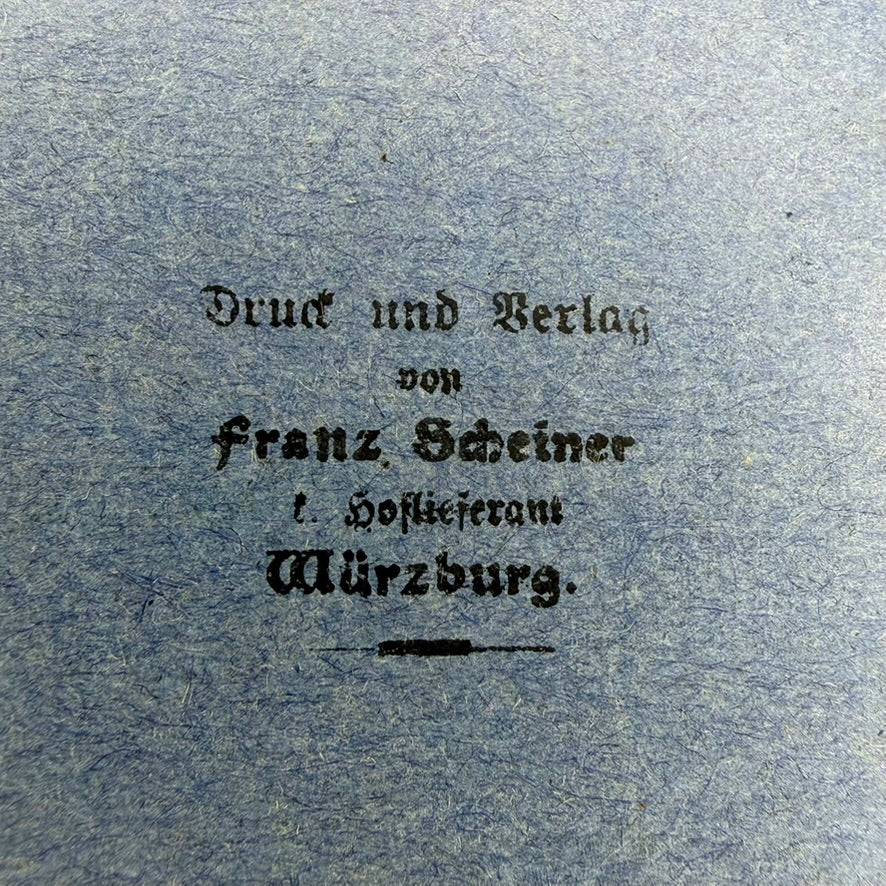 Druck und Verlag
von
Franz Scheiner
k. Hoflieferant
Würzburg.